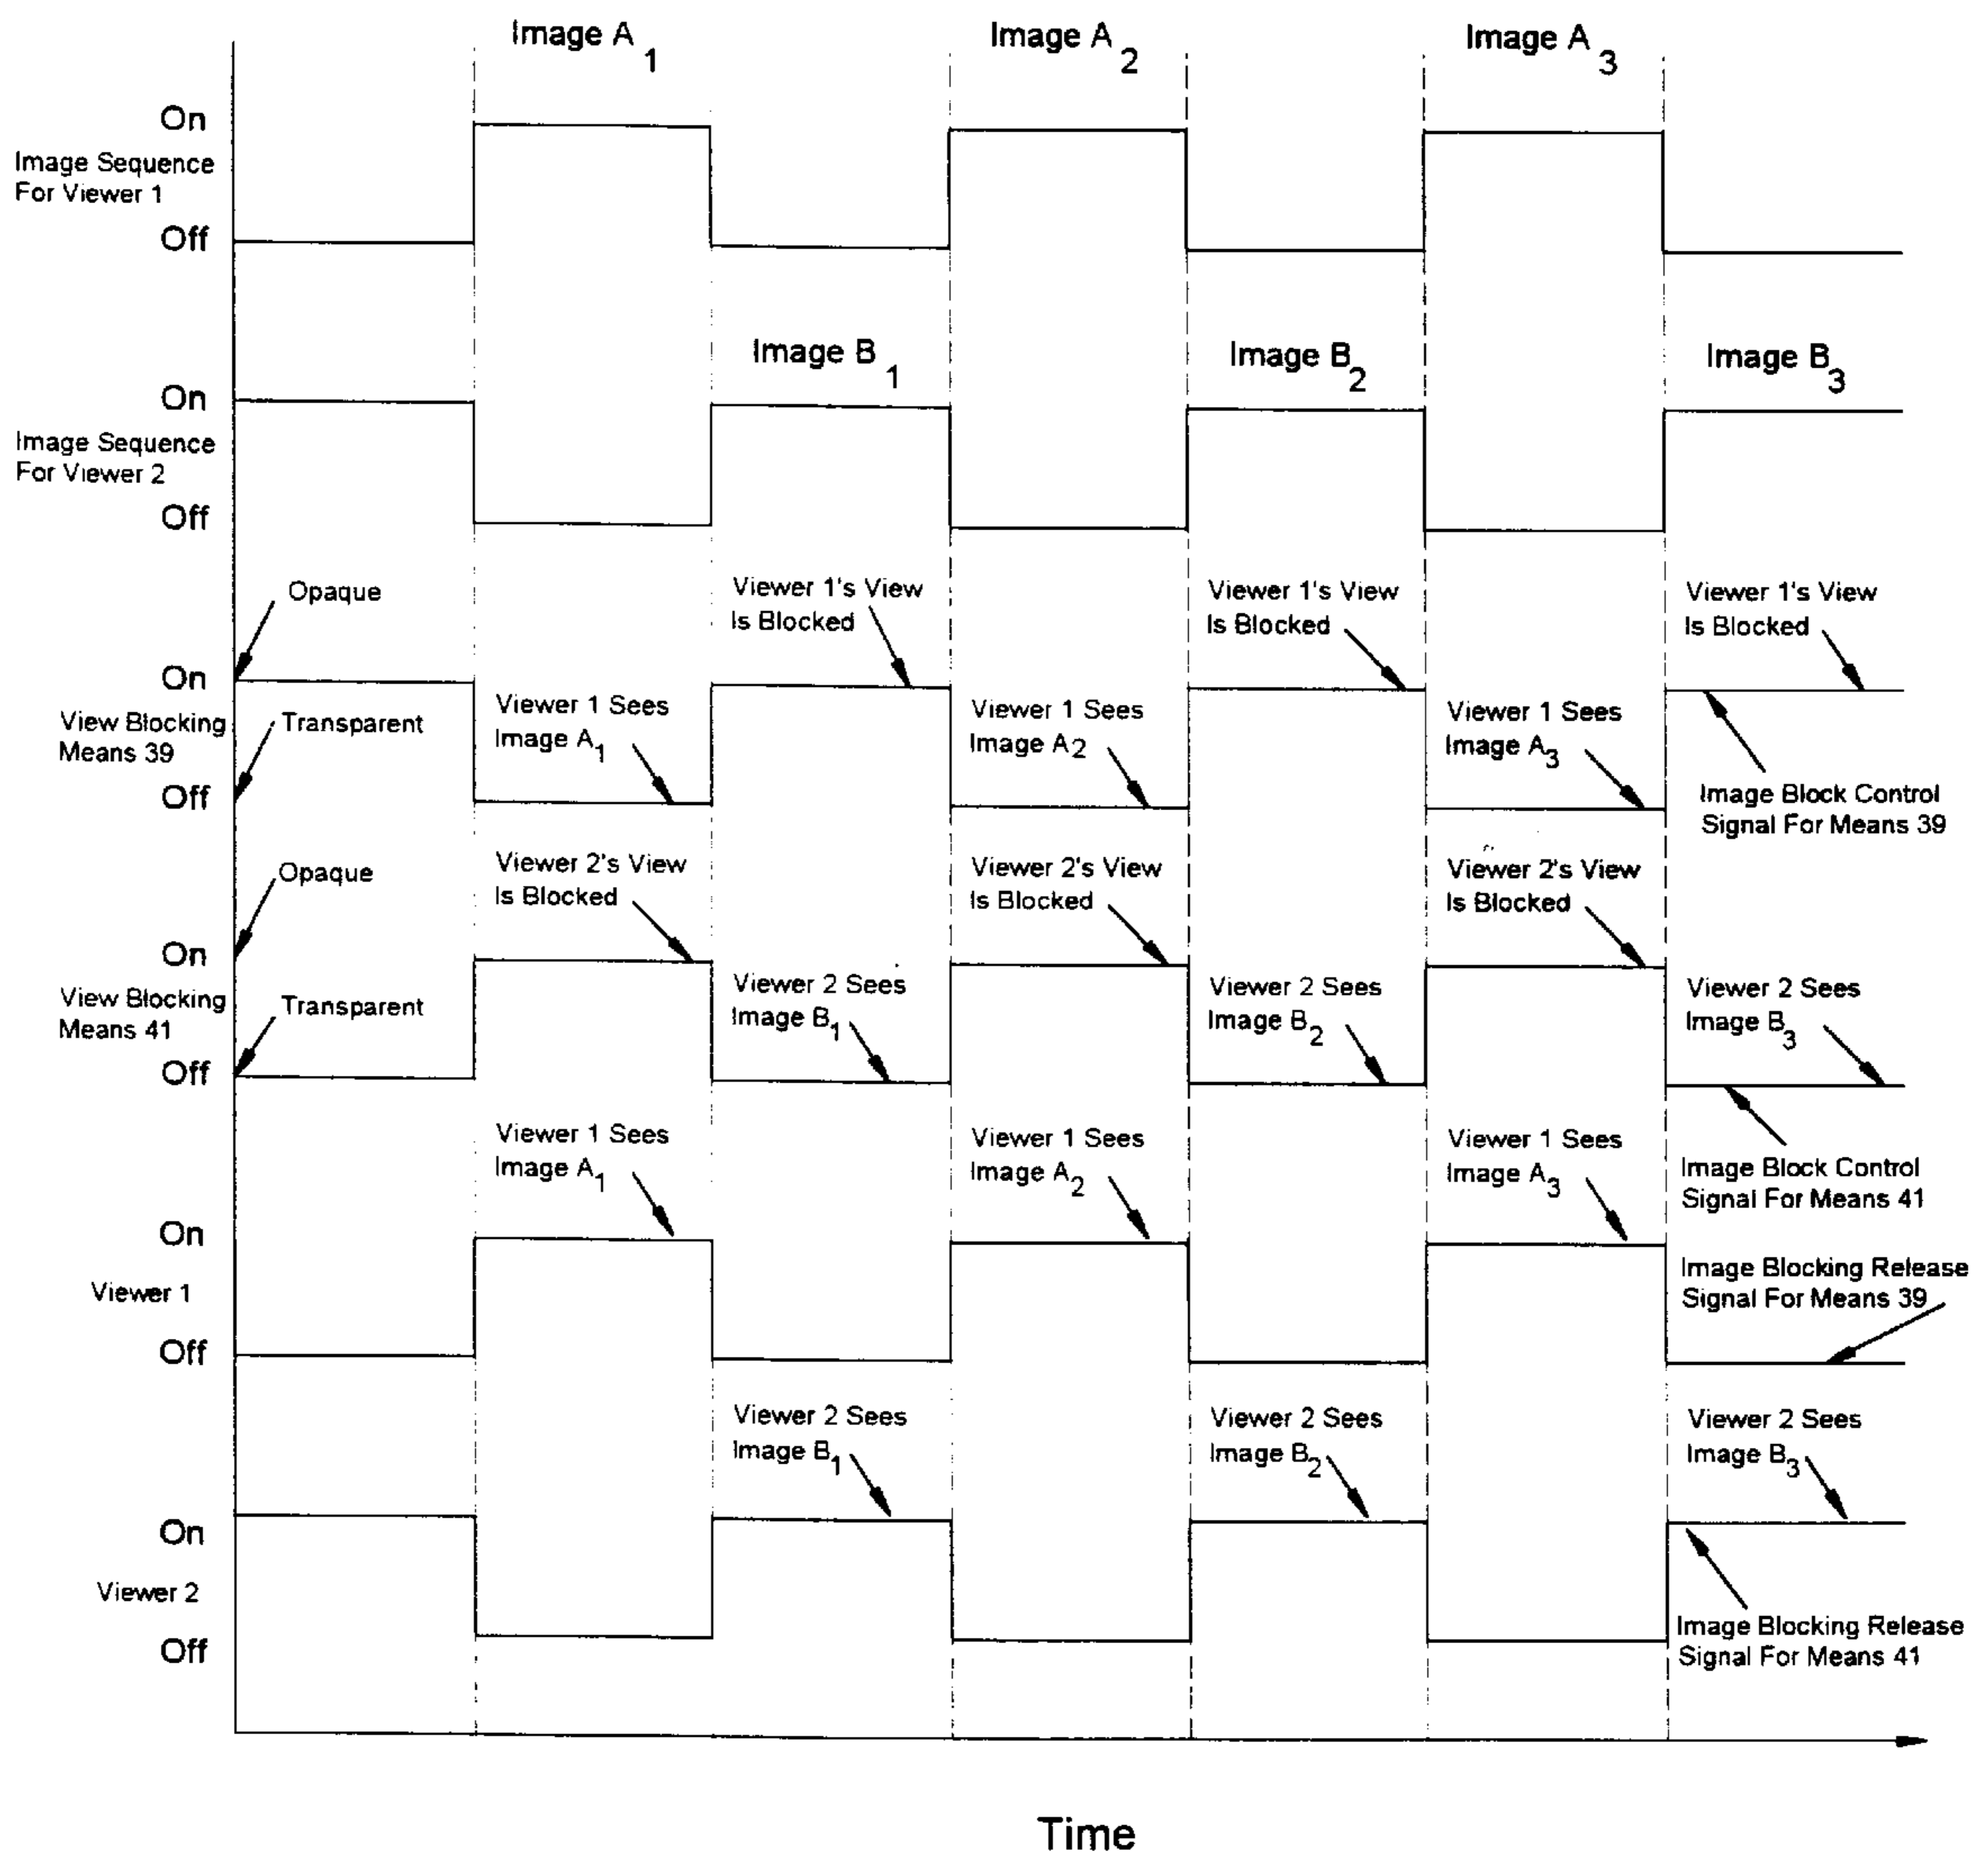 Image A 1
Image A 2
Image A 3
On
Image Sequence
For Viewer 1
Off
Image B 1
Image B 2
Image B 3
On
Image Sequence
For Viewer 2
Off
Opaque
Viewer 1's View
Is Blocked
Viewer 1's View
Is Blocked
Viewer 1's View
Is Blocked
On
View Blocking
Means 39
Transparent
Off
Viewer 1 Sees
Image A1
Viewer 1 Sees
Image A2
Viewer 1 Sees
Image A3
Image Block Control
Signal For Means 39
Opaque
Viewer 2's View
Is Blocked
Viewer 2's View
Is Blocked
Viewer 2's View
Is Blocked
On
View Blocking
Means 41
Transparent
Off
Viewer 2 Sees
Image B1
Viewer 2 Sees
Image B2
Viewer 2 Sees
Image B3
Image Block Control
Signal For Means 41
Viewer 1 Sees
Image A1
Viewer 1 Sees
Image A2
Viewer 1 Sees
Image A3
On
Viewer 1
Off
Image Blocking Release
Signal For Means 39
Viewer 2 Sees
Image B1
Viewer 2 Sees
Image B2
Viewer 2 Sees
Image B3
On
Viewer 2
Off
Image Blocking Release
Signal For Means 41
Time